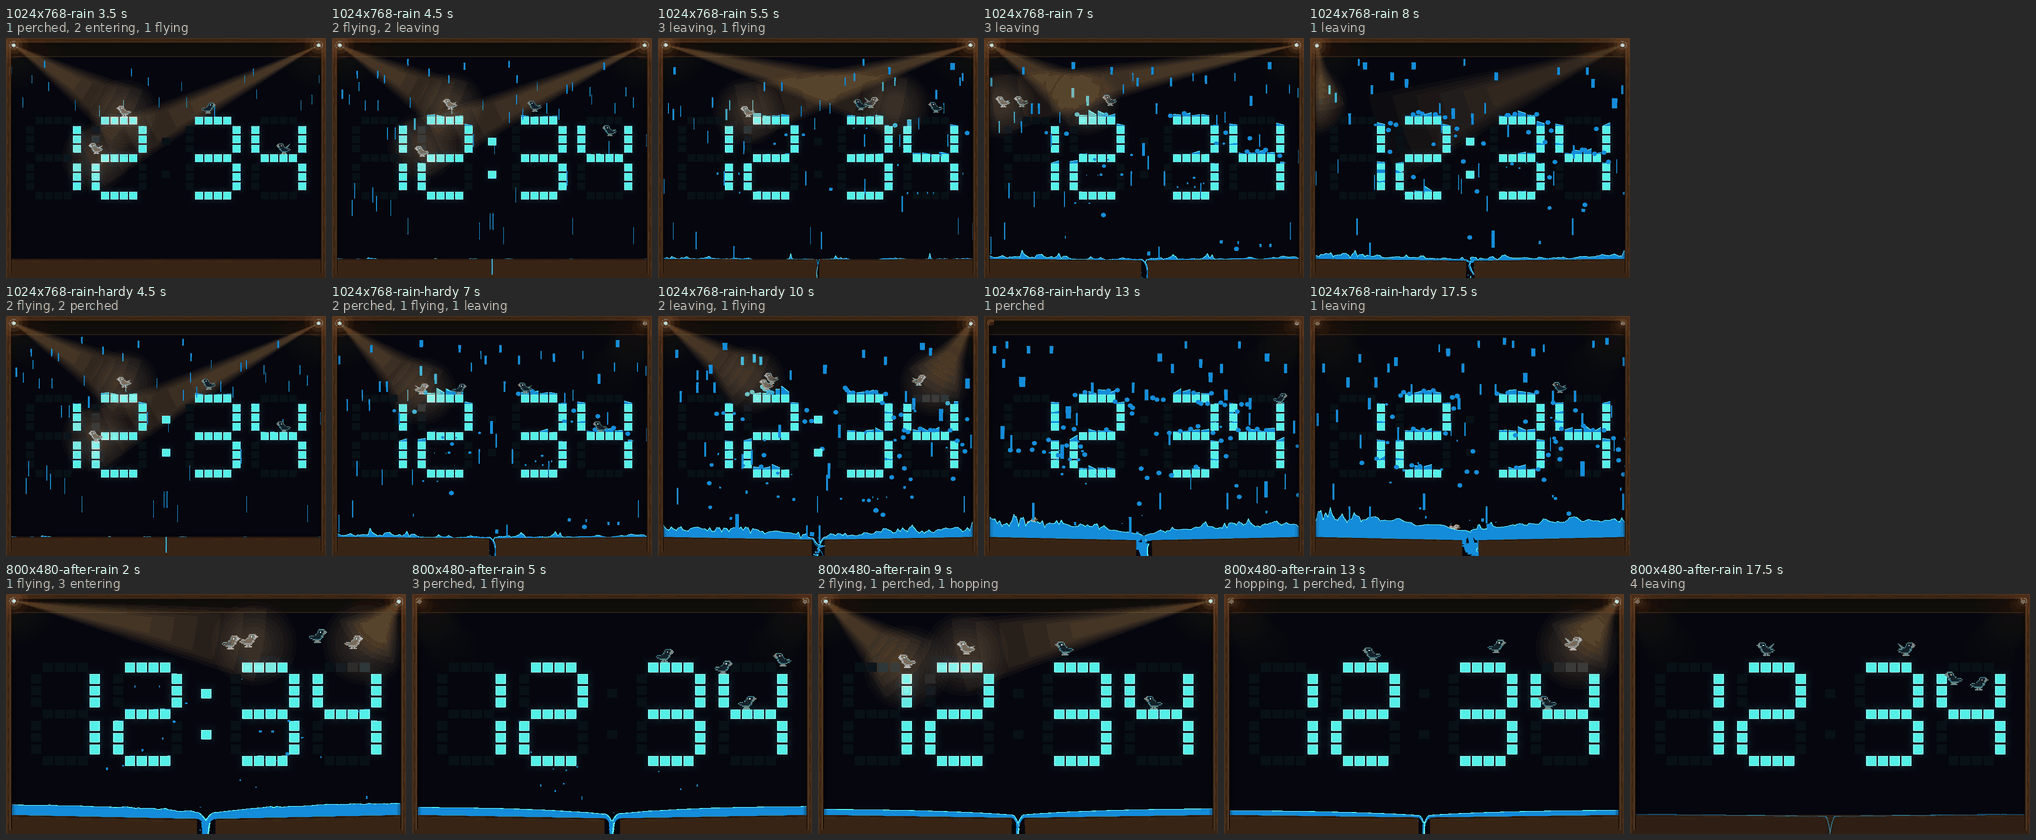 1024x768-rain 3.5 s
1 perched, 2 entering, 1 flying
1024x768-rain 4.5 s
2 flying, 2 leaving
1024x768-rain 5.5 s
3 leaving, 1 flying
1024x768-rain 7 s
3 leaving
1024x768-rain 8 s
1 leaving
12 34
12:34
12 34
12 34
12:34
1024x768-rain-hardy 4.5 s
2 flying, 2 perched
1024x768-rain-hardy 7 s
2 perched, 1 flying, 1 leaving
1024x768-rain-hardy 10 s
2 leaving, 1 flying
1024x768-rain-hardy 13 s
1 perched
1024x768-rain-hardy 17.5 s
1 leaving
12:34
12 34
12:34
12 34
12 34
800x480-after-rain 2 s
1 flying, 3 entering
800x480-after-rain 5 s
3 perched, 1 flying
800x480-after-rain 9 s
2 flying, 1 perched, 1 hopping
800x480-after-rain 13 s
2 hopping, 1 perched, 1 flying
800x480-after-rain 17.5 s
4 leaving
12:34
12 34
12 34
12 34
12 34